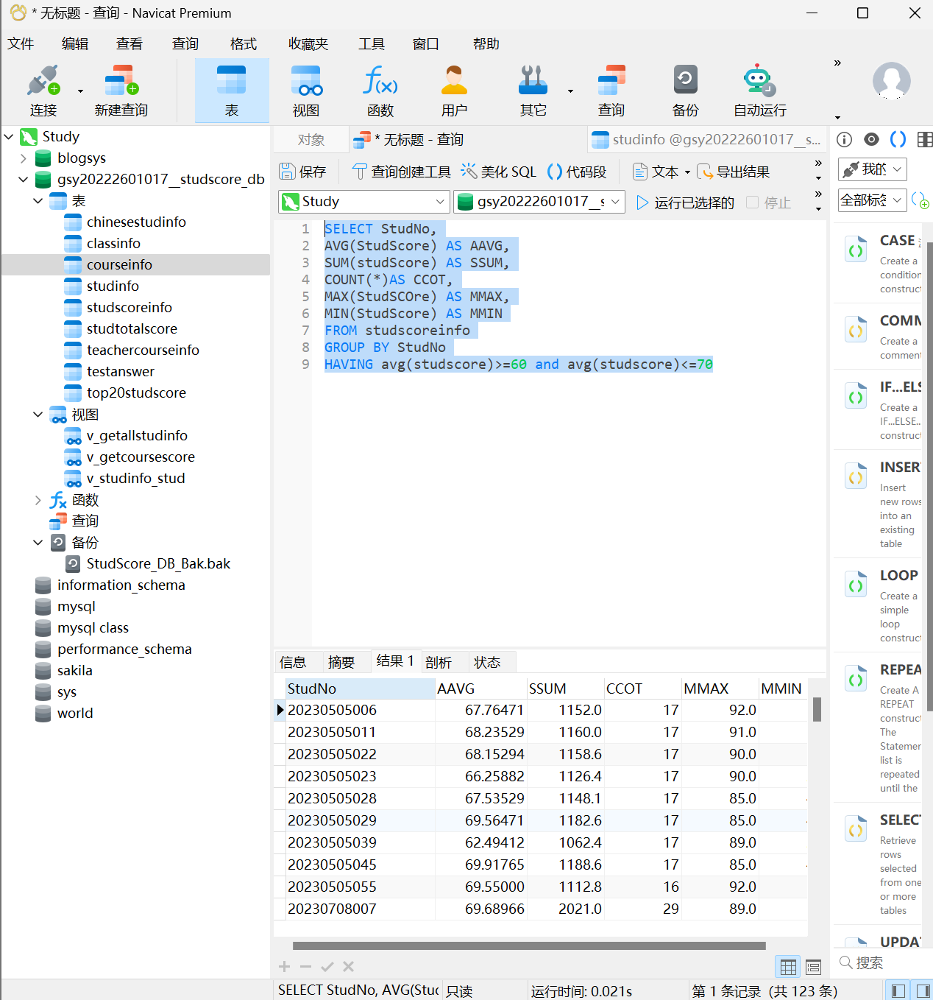 * 无标题 - 查询 - Navicat Premium
文件 编辑 查看 查询 格式 收藏夹 工具 窗口 帮助
连接 新建查询 表 视图 函数 用户 其它 查询 备份 自动运行
Study
blogsys
gsy20222601017__studscore_db
表
chinesestudinfo
classinfo
courseinfo
studinfo
studscoreinfo
studtotalscore
teachercourseinfo
testanswer
top20studscore
视图
v_getallstudinfo
v_getcoursescore
v_studinfo_stud
函数
查询
备份
StudScore_DB_Bak.bak
information_schema
mysql
mysql class
performance_schema
sakila
sys
world
对象 * 无标题 - 查询 studinfo @gsy20222601017__s...
保存 查询创建工具 美化 SQL 代码段 文本 导出结果
Study gsy20222601017__s 运行已选择的 停止
1 SELECT StudNo,
2 AVG(StudScore) AS AAVG,
3 SUM(studScore) AS SSUM,
4 COUNT(*)AS CCOT,
5 MAX(StudSCOre) AS MMAX,
6 MIN(StudScore) AS MMIN
7 FROM studscoreinfo
8 GROUP BY StudNo
9 HAVING avg(studscore)>=60 and avg(studscore)<=70
信息 摘要 结果 1 剖析 状态
StudNo AAVG SSUM CCOT MMAX MMIN
20230505006 67.76471 1152.0 17 92.0
20230505011 68.23529 1160.0 17 91.0
20230505022 68.15294 1158.6 17 90.0
20230505023 66.25882 1126.4 17 90.0
20230505028 67.53529 1148.1 17 85.0
20230505029 69.56471 1182.6 17 85.0
20230505039 62.49412 1062.4 17 89.0
20230505045 69.91765 1188.6 17 85.0
20230505055 69.55000 1112.8 16 92.0
20230708007 69.68966 2021.0 29 89.0
SELECT StudNo, AVG(Stuc 只读 运行时间: 0.021s 第 1 条记录 (共 123 条)
我的
全部标签
CASE
Create a
condition
construct
COMM
Create a
comment
IF...ELS
Create a
IF...ELSE..
construct
INSER
Insert
new rows
into an
existing
table
LOOP
Create a
simple
loop
construct
REPEA
Create A
REPEAT
construct
The
Statemer
list is
repeated
until the
SELEC
Retrieve
rows
selected
from one
or more
tables
UPDA
搜索